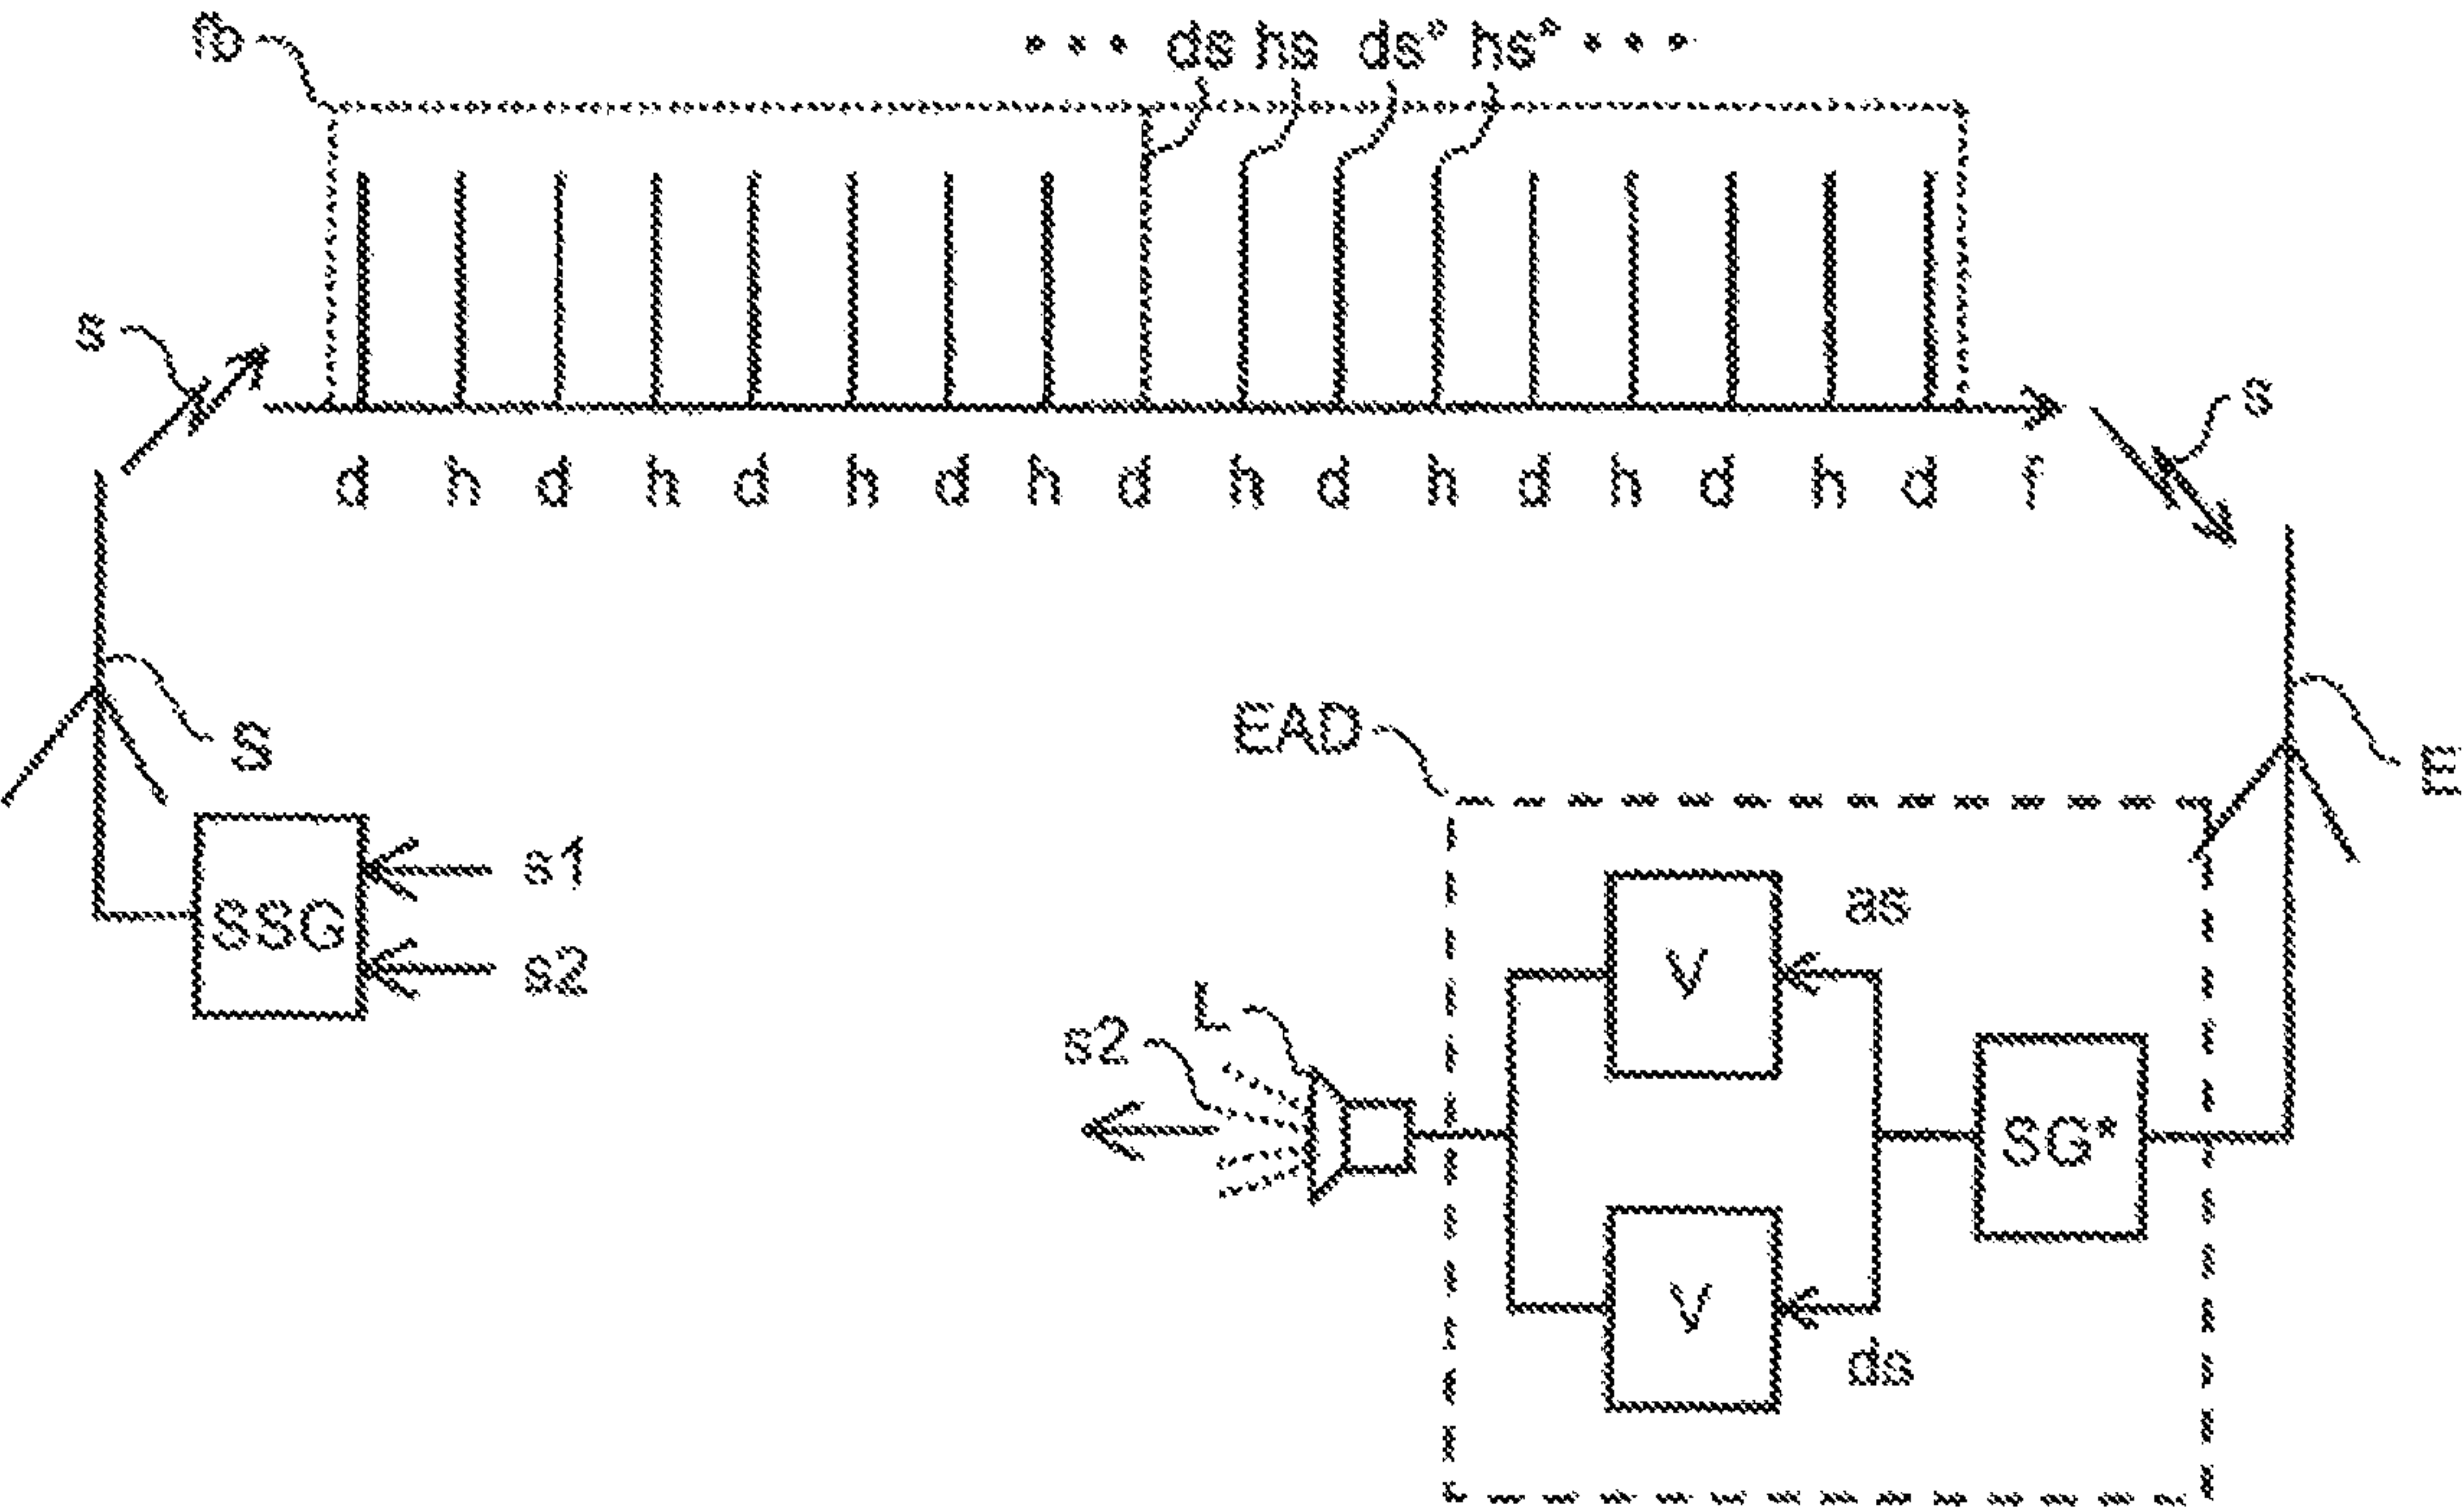 fb
••• ds hs ds* hs* •••
s
s
d h d h d h d h d h d h d h d h d f
S
EAD
E
s1
SSG
as
V
s2
L
s2
SG*
V
ds